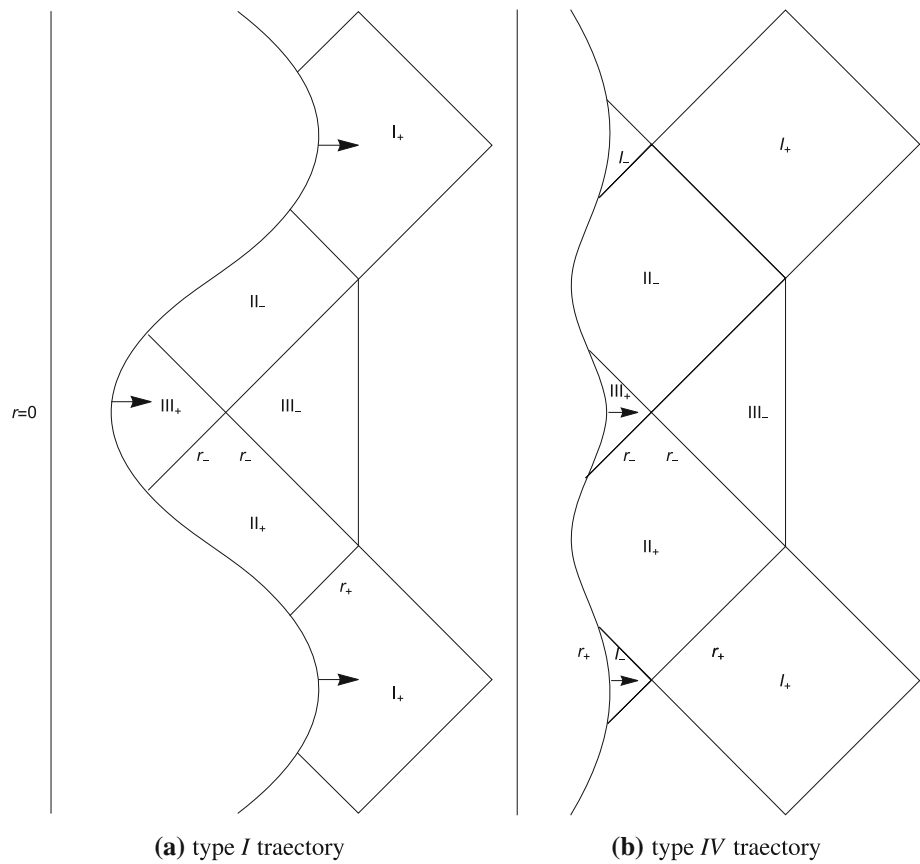 I₊
I₋
I₊
II₋
II₋
r=0
III₊
III₋
III₊
III₋
r₋ r₋
r₋ r₋
II₊
II₊
r₊
r₊ I₋ r₊
I₊
I₊
(a) type I traectory
(b) type IV traectory